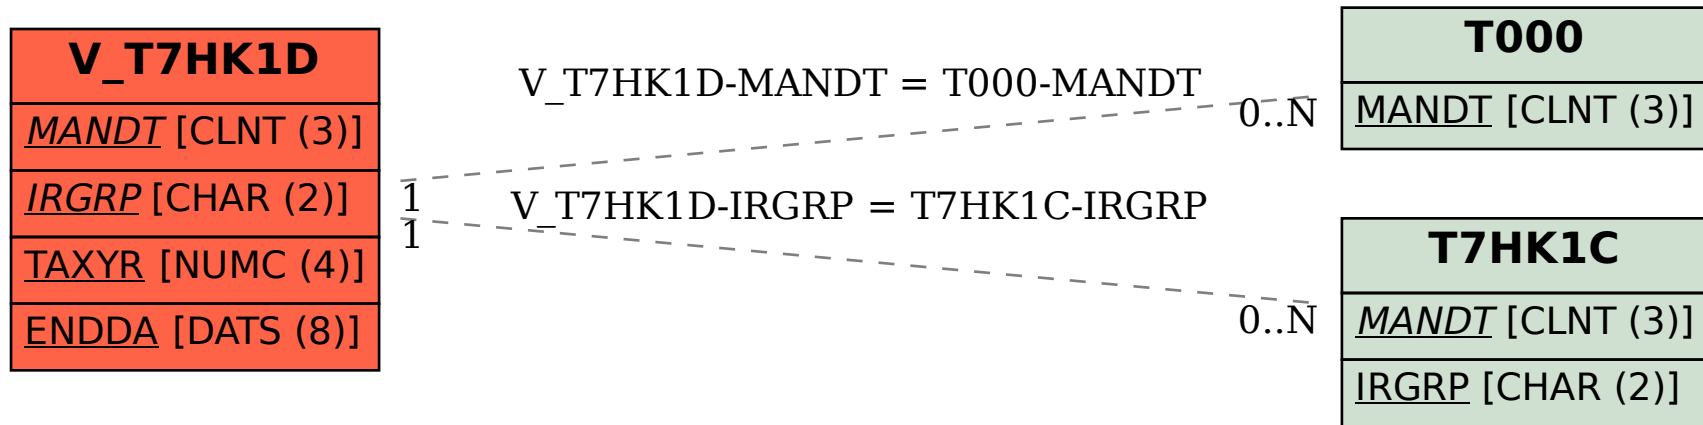 V_T7HK1D
MANDT [CLNT (3)]
IRGRP [CHAR (2)]
TAXYR [NUMC (4)]
ENDDA [DATS (8)]
V_T7HK1D-MANDT = T000-MANDT
0..N
1
V_T7HK1D-IRGRP = T7HK1C-IRGRP
1
0..N
T000
MANDT [CLNT (3)]
T7HK1C
MANDT [CLNT (3)]
IRGRP [CHAR (2)]